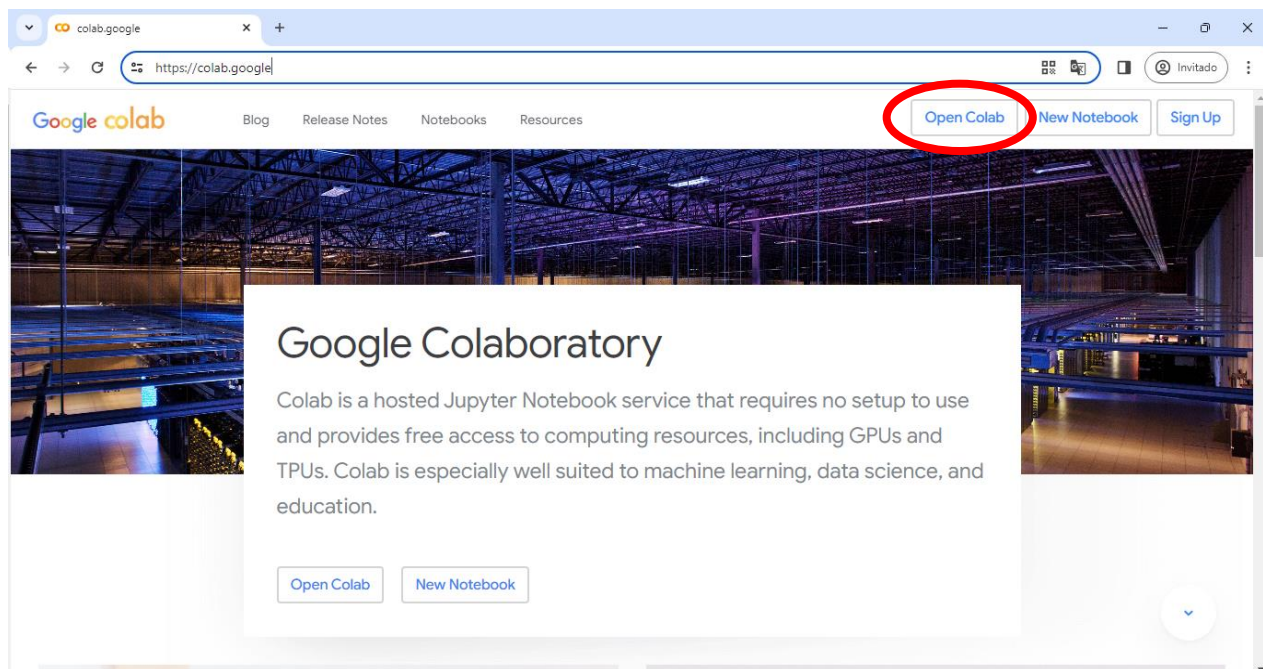 colab.google
https://colab.google
Invitado
Google colab
Blog
Release Notes
Notebooks
Resources
Open Colab
New Notebook
Sign Up
Google Colaboratory
Colab is a hosted Jupyter Notebook service that requires no setup to use
and provides free access to computing resources, including GPUs and
TPUs. Colab is especially well suited to machine learning, data science, and
education.
Open Colab
New Notebook